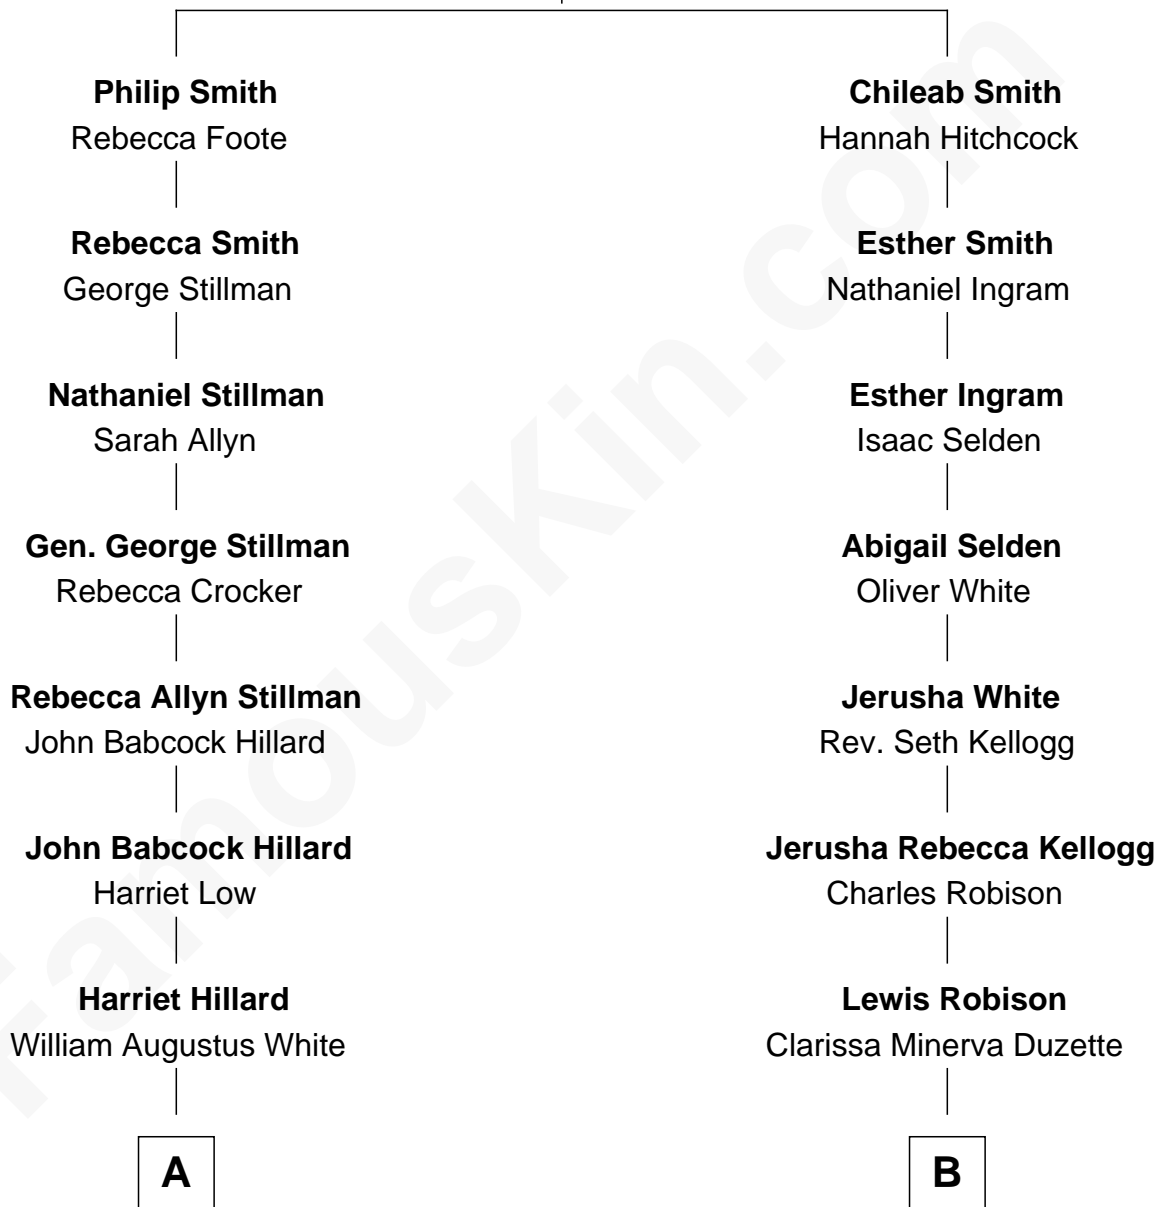 Philip Smith
Rebecca Foote
Rebecca Smith
George Stillman
Nathaniel Stillman
Sarah Allyn
Gen. George Stillman
Rebecca Crocker
Rebecca Allyn Stillman
John Babcock Hillard
John Babcock Hillard
Harriet Low
Harriet Hillard
William Augustus White
A
Chileab Smith
Hannah Hitchcock
Esther Smith
Nathaniel Ingram
Esther Ingram
Isaac Selden
Abigail Selden
Oliver White
Jerusha White
Rev. Seth Kellogg
Jerusha Rebecca Kellogg
Charles Robison
Lewis Robison
Clarissa Minerva Duzette
B
FamousKin.com